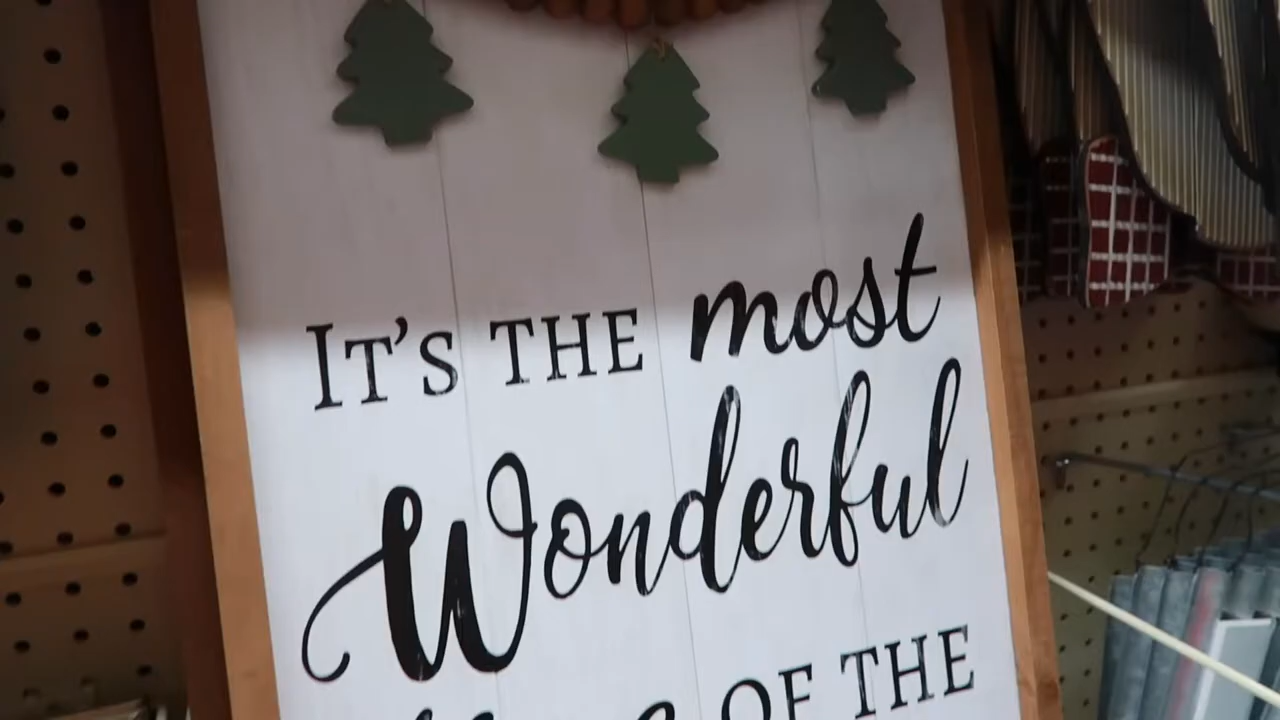 It's the most
Wonderful
of the